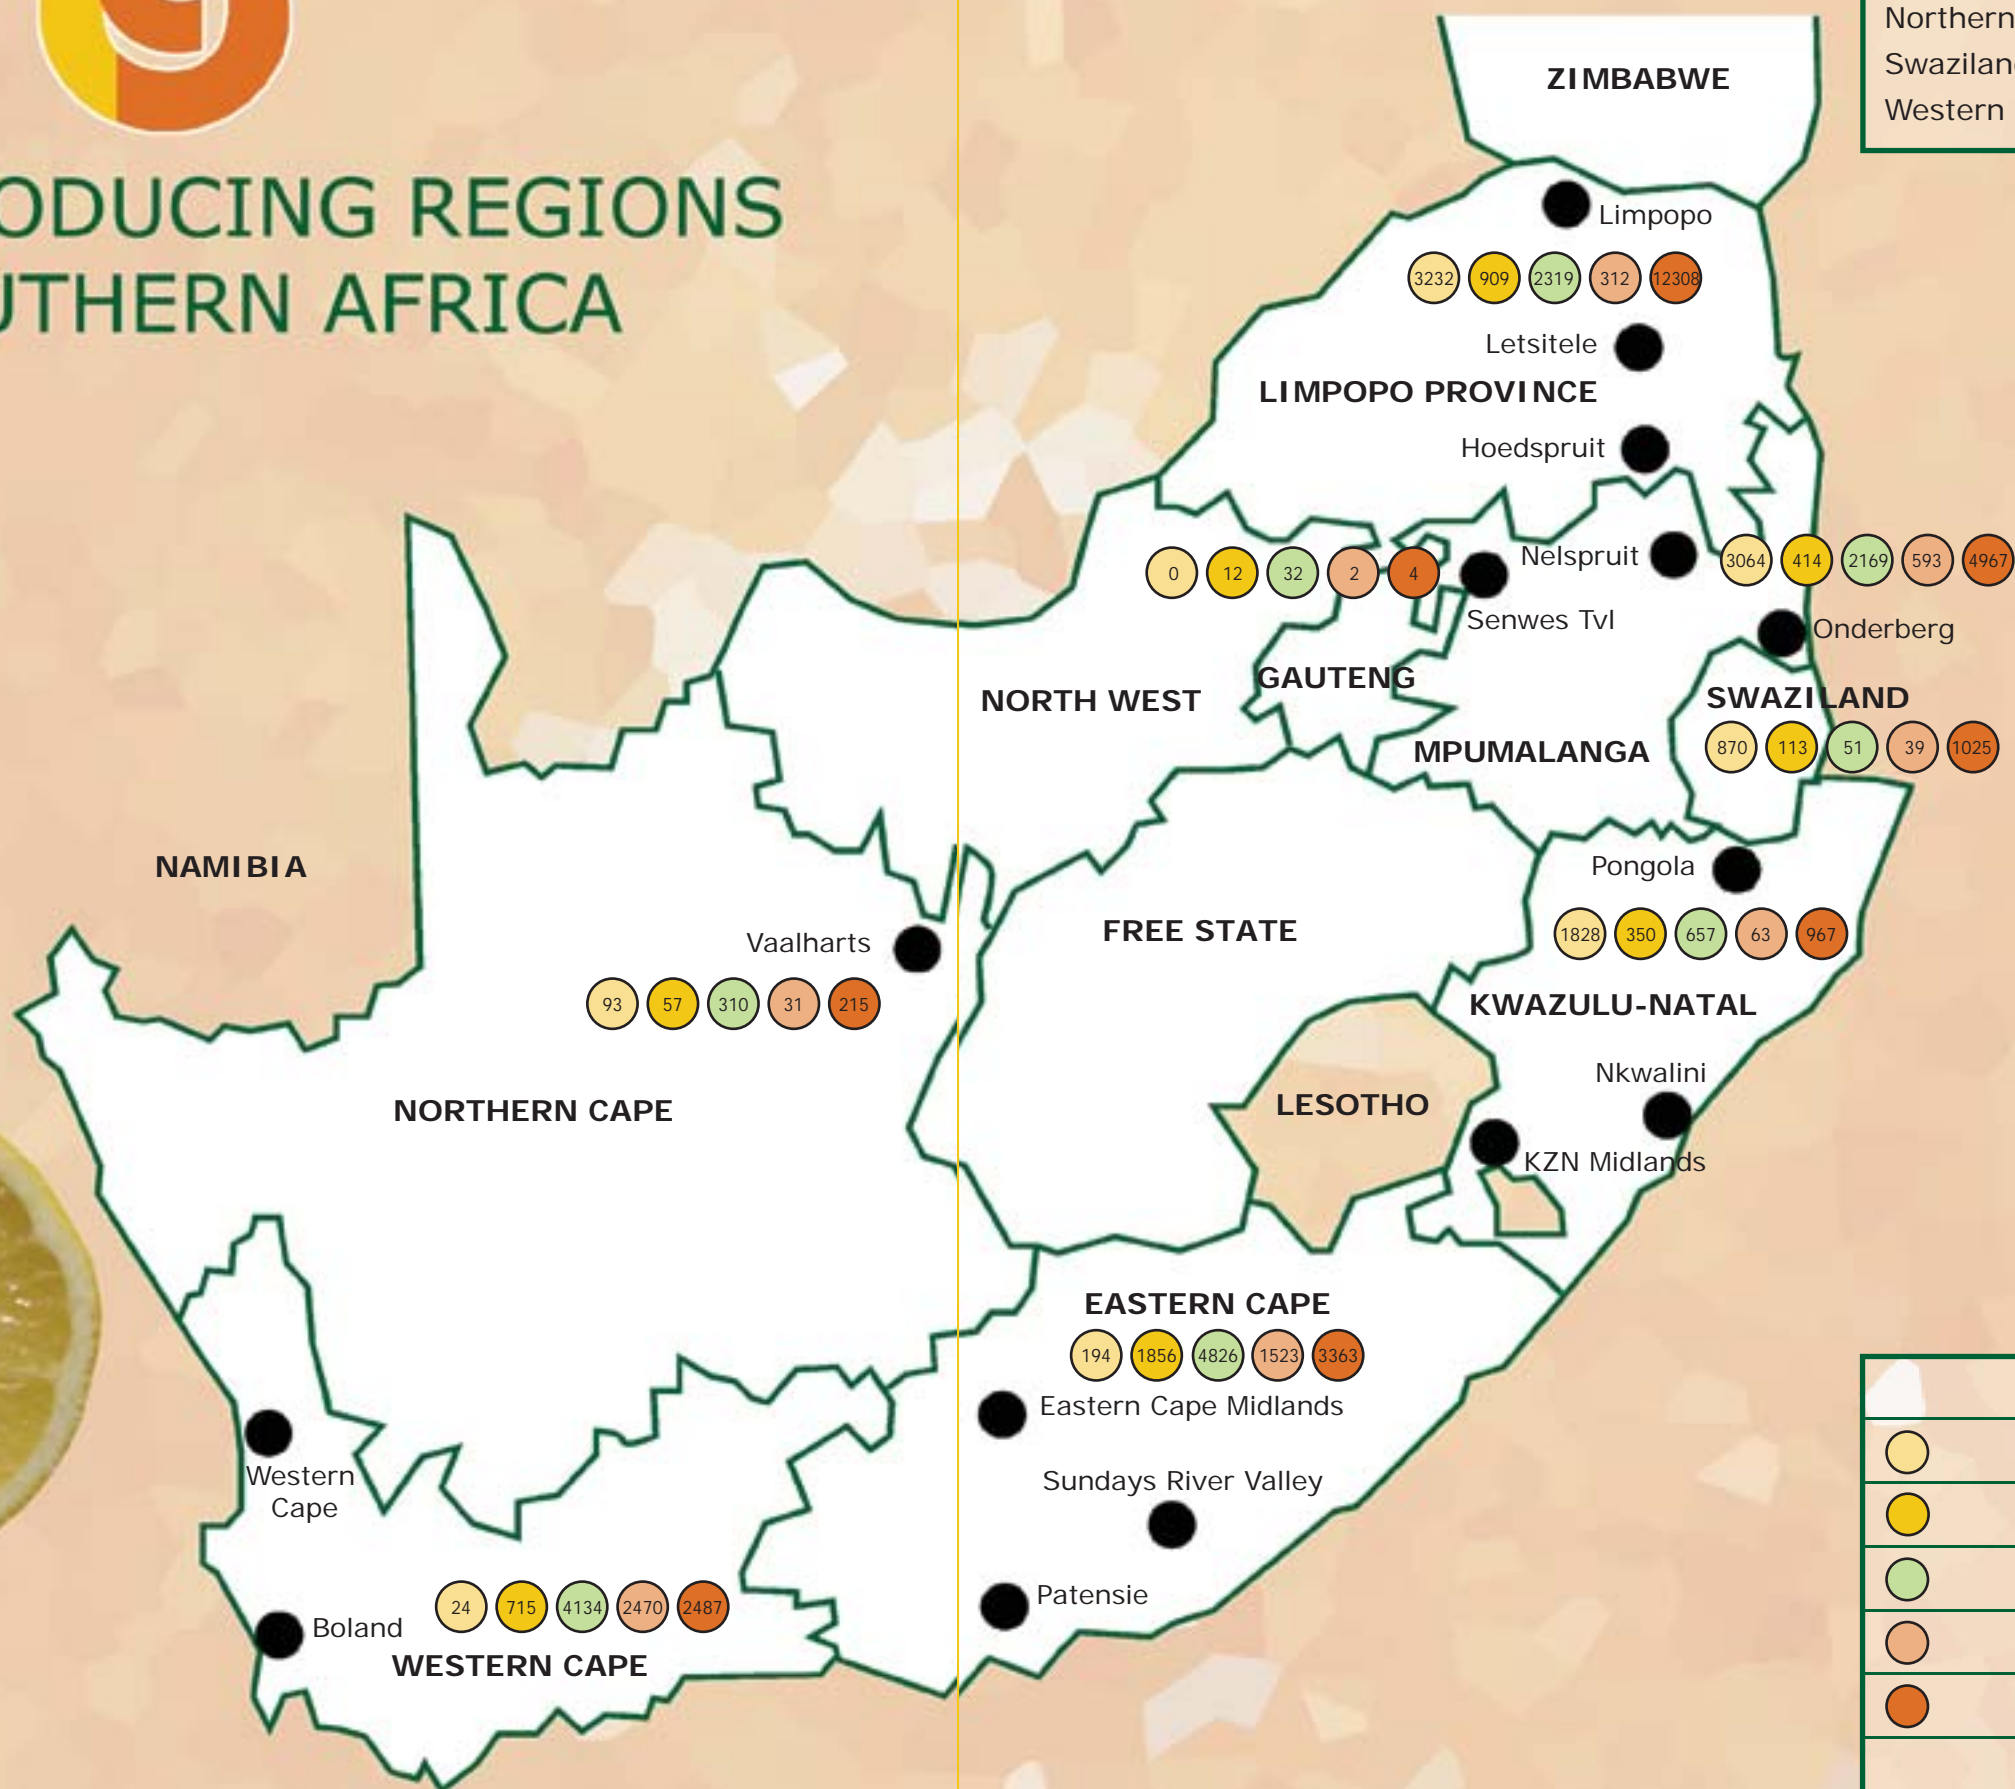 ODUCING REGIONS
UTHERN AFRICA
Northern
Swazilan
Western
ZIMBABWE
Limpopo
3232 909 2319 312 12308
Letsitele
LIMPOPO PROVINCE
Hoedspruit
Nelspruit
3064 414 2169 593 4967
0 12 32 2 4
Senwes Tvl
Onderberg
GAUTENG
NORTH WEST
SWAZILAND
MPUMALANGA
870 113 51 39 1025
NAMIBIA
Pongola
Vaalharts
FREE STATE
1828 350 657 63 967
93 57 310 31 215
KWAZULU-NATAL
NORTHERN CAPE
LESOTHO
Nkwalini
KZN Midlands
EASTERN CAPE
194 1856 4826 1523 3363
Eastern Cape Midlands
Western
Cape
Sundays River Valley
Patensie
24 715 4134 2470 2487
Boland
WESTERN CAPE